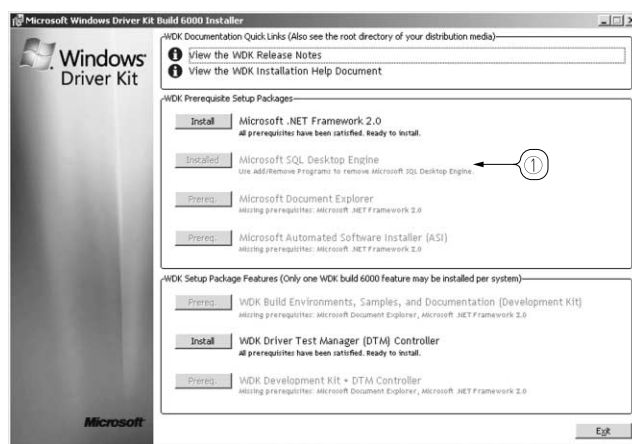 Microsoft Windows Driver Kit Build 6000 Installer
Windows
Driver Kit
WDK Documentation Quick Links (Also see the root directory of your distribution media)
View the WDK Release Notes
View the WDK Installation Help Document
WDK Prerequisite Setup Packages
Install Microsoft .NET Framework 2.0
All prerequisites have been satisfied. Ready to install.
Installed Microsoft SQL Desktop Engine
Use Add/Remove Programs to remove Microsoft SQL Desktop Engine.
①
Prereq. Microsoft Document Explorer
Missing prerequisites: Microsoft .NET Framework 2.0
Prereq. Microsoft Automated Software Installer (ASI)
Missing prerequisites: Microsoft .NET Framework 2.0
WDK Setup Package Features (Only one WDK build 6000 feature may be installed per system)
Prereq. WDK Build Environments, Samples, and Documentation (Development Kit)
Missing prerequisites: Microsoft Document Explorer, Microsoft .NET Framework 2.0
Install WDK Driver Test Manager (DTM) Controller
All prerequisites have been satisfied. Ready to install.
Prereq. WDK Development Kit + DTM Controller
Missing prerequisites: Microsoft Document Explorer, Microsoft .NET Framework 2.0
Microsoft
Exit